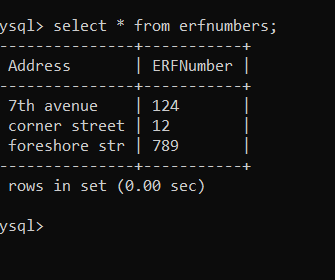 ysql> select * from erfnumbers;
---------------+-----------+
Address | ERFNumber |
---------------+-----------+
7th avenue | 124 |
corner street | 12 |
foreshore str | 789 |
---------------+-----------+
rows in set (0.00 sec)
ysql>